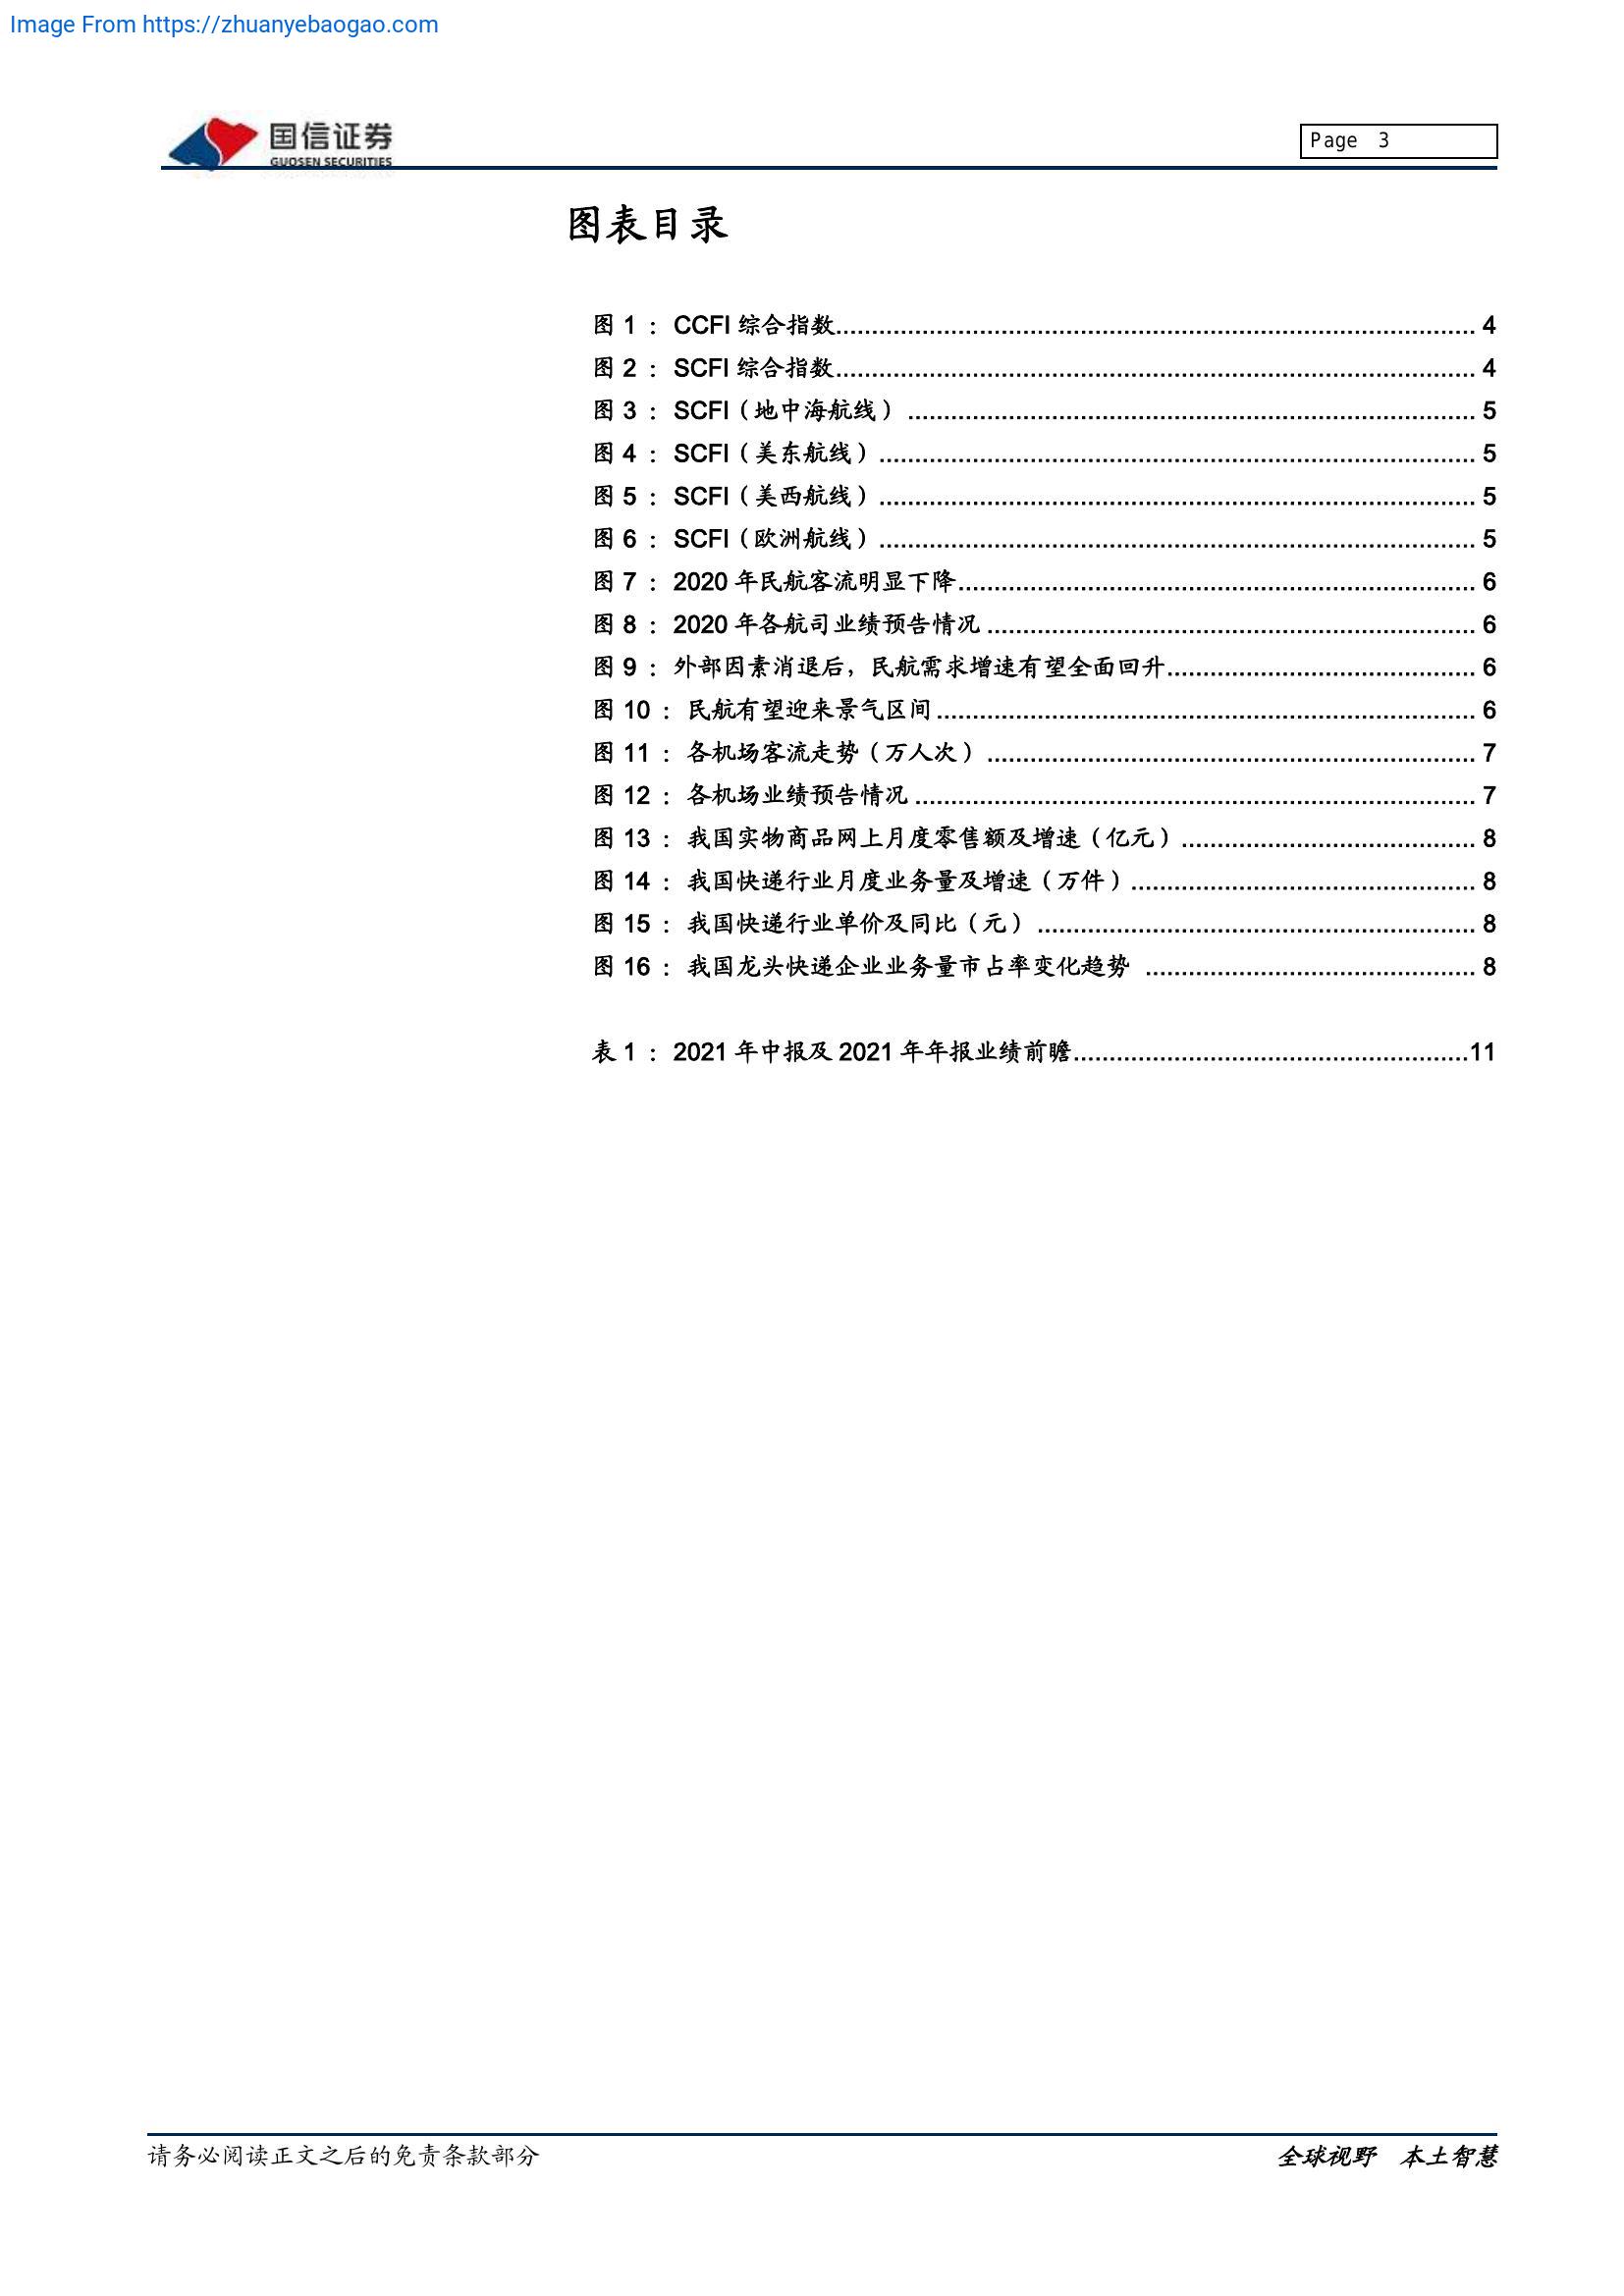 Image From https://zhuanyebaogao.com
国信证券
GUOSEN SECURITIES
Page 3
图表目录
图 1 : CCFI 综合指数........................................................................................ 4
图 2 : SCFI 综合指数........................................................................................ 4
图 3 : SCFI（地中海航线） .............................................................................. 5
图 4 : SCFI（美东航线） .................................................................................. 5
图 5 : SCFI（美西航线） .................................................................................. 5
图 6 : SCFI（欧洲航线） .................................................................................. 5
图 7 : 2020 年民航客流明显下降....................................................................... 6
图 8 : 2020 年各航司业绩预告情况 ................................................................... 6
图 9 : 外部因素消退后，民航需求增速有望全面回升........................................... 6
图 10 : 民航有望迎来景气区间 .......................................................................... 6
图 11 : 各机场客流走势（万人次） ................................................................... 7
图 12 : 各机场业绩预告情况 ............................................................................. 7
图 13 : 我国实物商品网上月度零售额及增速（亿元） ......................................... 8
图 14 : 我国快递行业月度业务量及增速（万件） ................................................ 8
图 15 : 我国快递行业单价及同比（元） ............................................................. 8
图 16 : 我国龙头快递企业业务量市占率变化趋势 .............................................. 8
表 1 : 2021 年中报及 2021 年年报业绩前瞻.......................................................11
请务必阅读正文之后的免责条款部分
全球视野 本土智慧